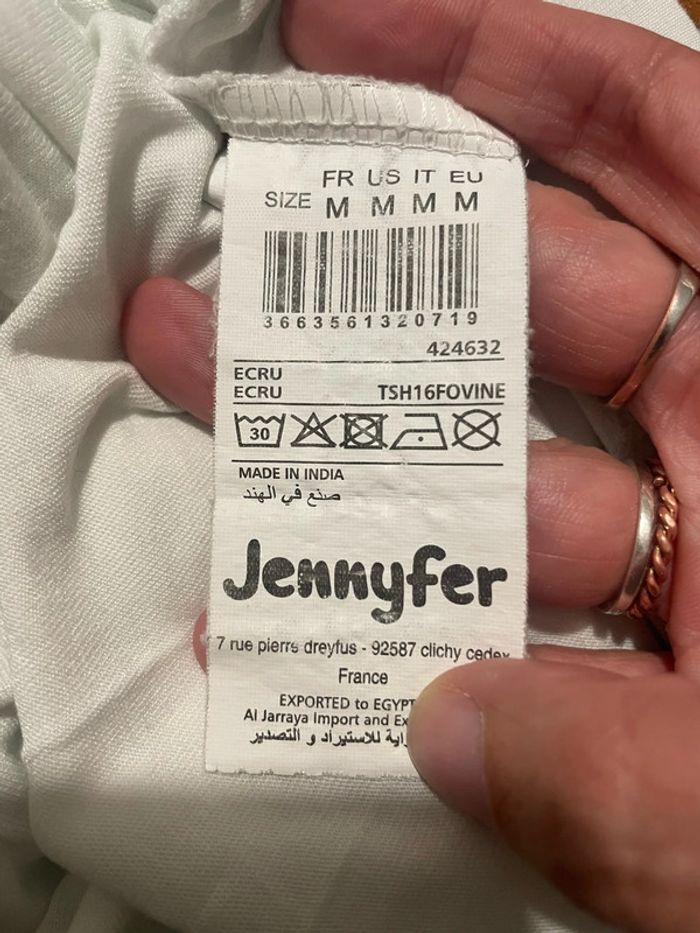 FR US IT EU
SIZE M M M M
3663561320719
424632
ECRU
ECRU TSH16FOVINE
30
MADE IN INDIA
صنع في الهند
Jennyfer
7 rue pierre dreyfus - 92587 clichy cedex
France
EXPORTED to EGYPT
Al Jarraya Import and
للاستيراد و التصدير